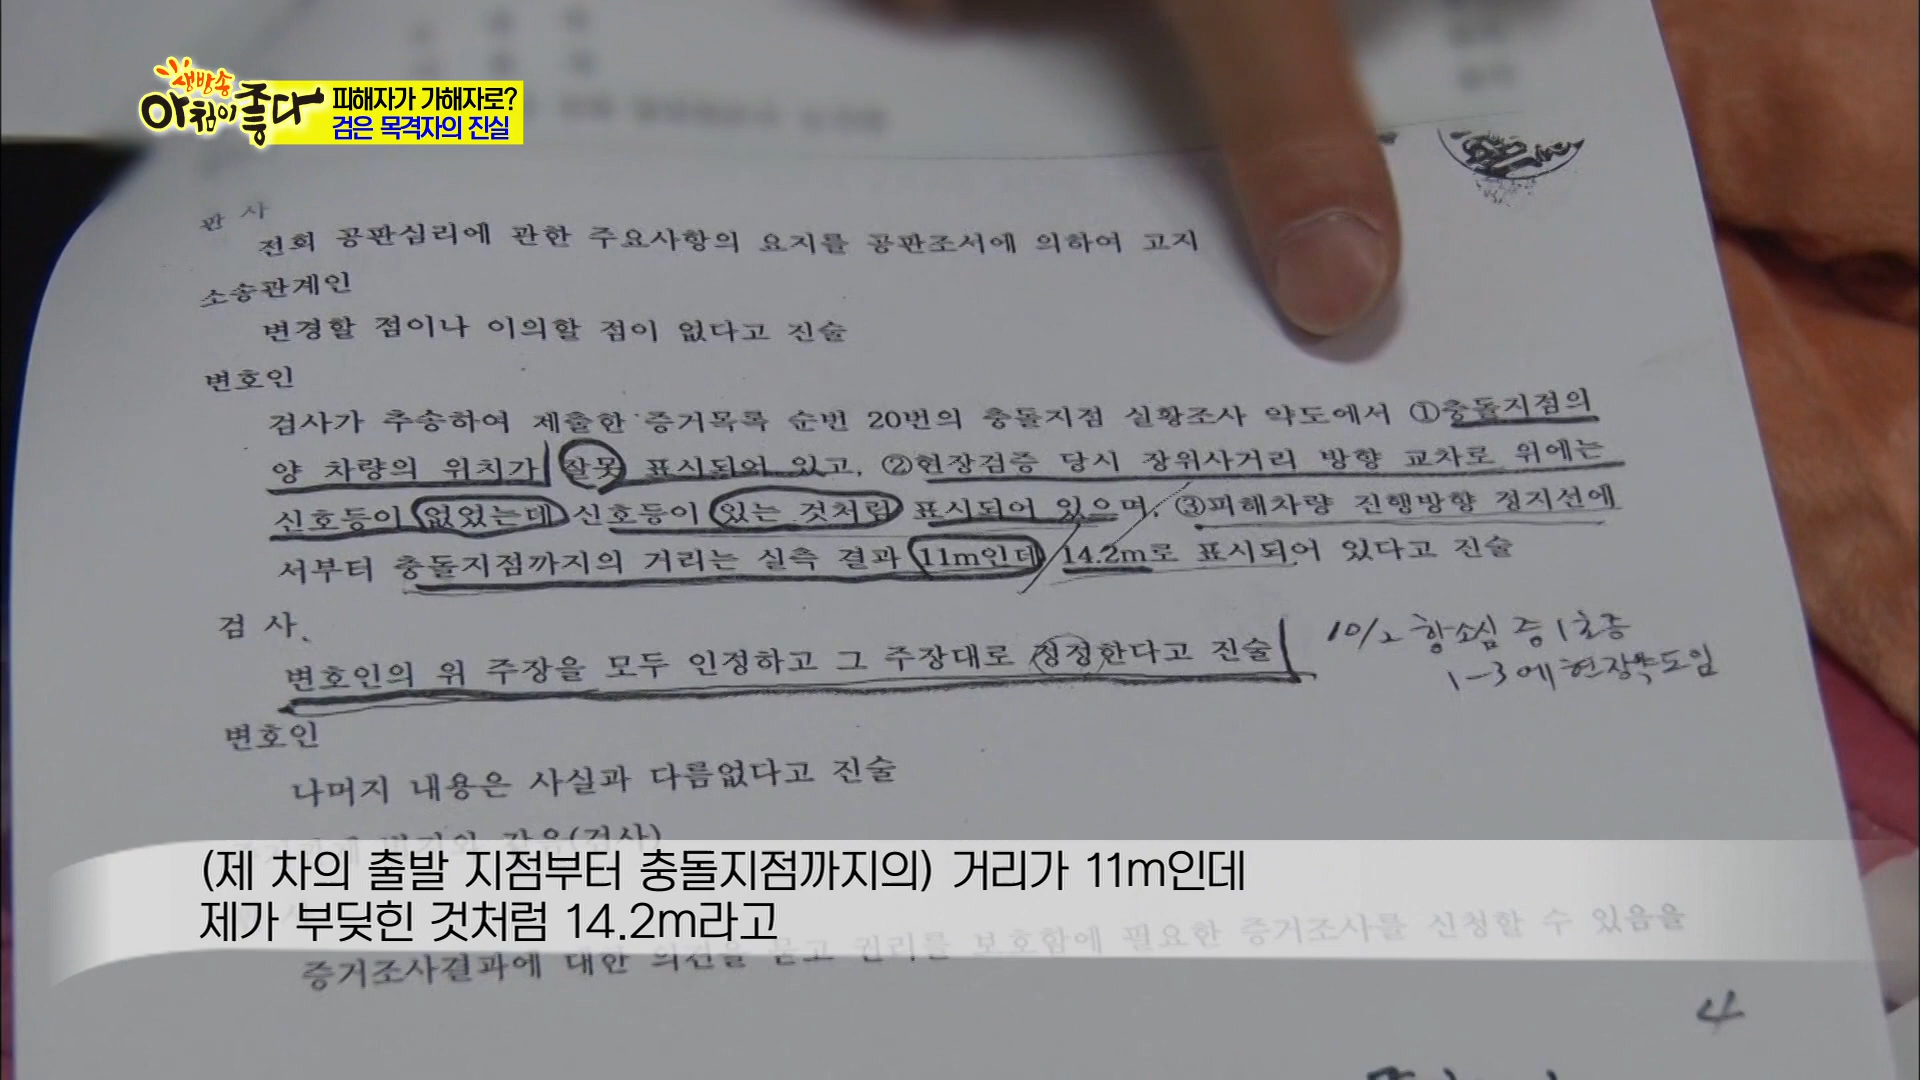 생방송
아침이 좋다
피해자가 가해자로?
검은 목격자의 진실
판 사
전회 공판심리에 관한 주요사항의 요지를 공판조서에 의하여 고지
소송관계인
변경할 점이나 이의할 점이 없다고 진술
변호인
검사가 추송하여 제출한 증거목록 순번 20번의 충돌지점 실황조사 약도에서 ①충돌지점의
양 차량의 위치가 잘못 표시되어 있고, ②현장검증 당시 장위사거리 방향 교차로 위에는
신호등이 없었는데 신호등이 있는 것처럼 표시되어 있으며, ③피해차량 진행방향 정지선에
서부터 충돌지점까지의 거리는 실측 결과 11m인데 14.2m로 표시되어 있다고 진술
검 사
변호인의 위 주장을 모두 인정하고 그 주장대로 정정한다고 진술
10/2 항소심 증 1호증
1-3에 현장약도임
변호인
나머지 내용은 사실과 다름없다고 진술
(제 차의 출발 지점부터 충돌지점까지의) 거리가 11m인데
제가 부딪힌 것처럼 14.2m라고
증거조사결과에 대한 의견을 묻고 권리를 보호함에 필요한 증거조사를 신청할 수 있음을